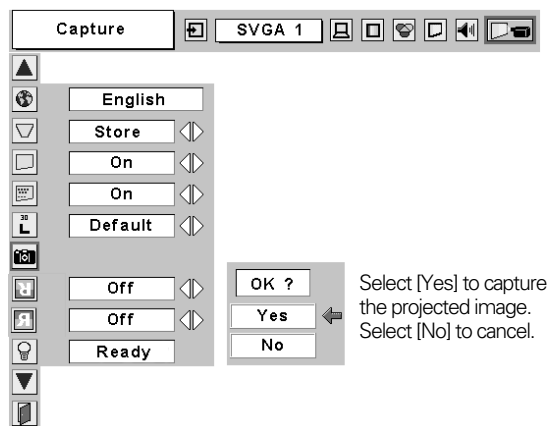 Capture
SVGA 1
English
Store
On
On
30
L
Default
Off
Off
Ready
OK ?
Yes
No
Select [Yes] to capture
the projected image.
Select [No] to cancel.